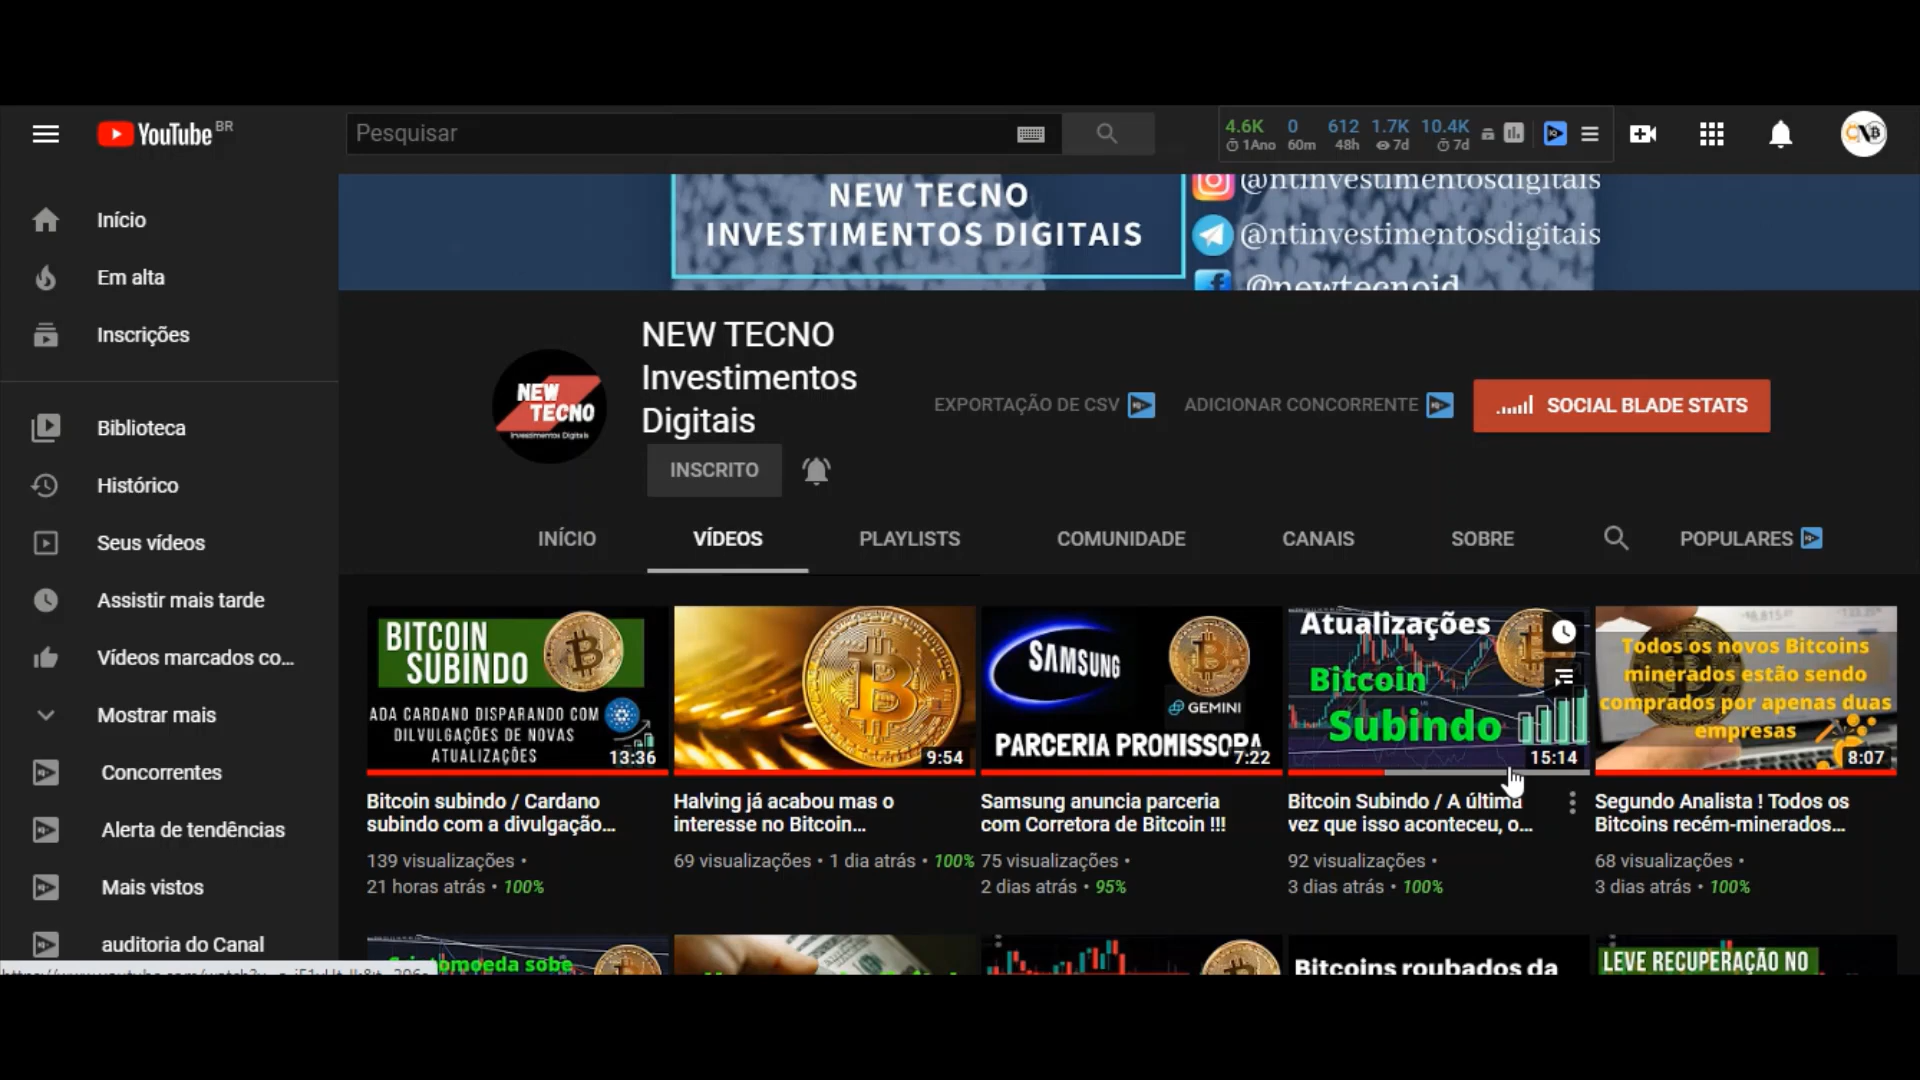 YouTube BR
Pesquisar
4.6K 0 612 1.7K 10.4K
1Ano 60m 48h 7d 7d
Início
Em alta
Inscrições
Biblioteca
Histórico
Seus vídeos
Assistir mais tarde
Vídeos marcados co...
Mostrar mais
Concorrentes
Alerta de tendências
Mais vistos
auditoria do Canal
NEW TECNO
INVESTIMENTOS DIGITAIS
@ntinvestimentosdigitais
@ntinvestimentosdigitais
@newtecnoid
NEW
TECNO
Investimentos Digitais
NEW TECNO
Investimentos
Digitais
EXPORTAÇÃO DE CSV
ADICIONAR CONCORRENTE
SOCIAL BLADE STATS
INSCRITO
INÍCIO
VÍDEOS
PLAYLISTS
COMUNIDADE
CANAIS
SOBRE
POPULARES
BITCOIN
SUBINDO
ADA CARDANO DISPARANDO COM
DILVULGAÇÕES DE NOVAS
ATUALIZAÇÕES
13:36
Bitcoin subindo / Cardano
subindo com a divulgação...
139 visualizações •
21 horas atrás • 100%
9:54
Halving já acabou mas o
interesse no Bitcoin...
69 visualizações • 1 dia atrás • 100%
SAMSUNG
GEMINI
PARCERIA PROMISSORA
7:22
Samsung anuncia parceria
com Corretora de Bitcoin !!!
75 visualizações •
2 dias atrás • 95%
Atualizações
Bitcoin
Subindo
15:14
Bitcoin Subindo / A última
vez que isso aconteceu, o...
92 visualizações •
3 dias atrás • 100%
Todos os novos Bitcoins
minerados estão sendo
comprados por apenas duas
empresas
8:07
Segundo Analista ! Todos os
Bitcoins recém-minerados...
68 visualizações •
3 dias atrás • 100%
Criptomoeda sobe
Bitcoins roubados da
LEVE RECUPERAÇÃO NO